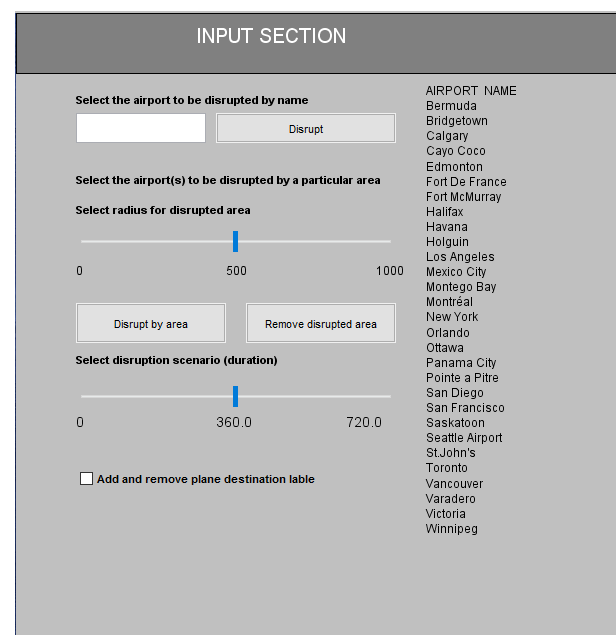 INPUT SECTION
Select the airport to be disrupted by name
Disrupt
Select the airport(s) to be disrupted by a particular area
Select radius for disrupted area
0 500 1000
Disrupt by area
Remove disrupted area
Select disruption scenario (duration)
0 360.0 720.0
Add and remove plane destination lable
AIRPORT NAME
Bermuda
Bridgetown
Calgary
Cayo Coco
Edmonton
Fort De France
Fort McMurray
Halifax
Havana
Holguin
Los Angeles
Mexico City
Montego Bay
Montréal
New York
Orlando
Ottawa
Panama City
Pointe a Pitre
San Diego
San Francisco
Saskatoon
Seattle Airport
St.John's
Toronto
Vancouver
Varadero
Victoria
Winnipeg